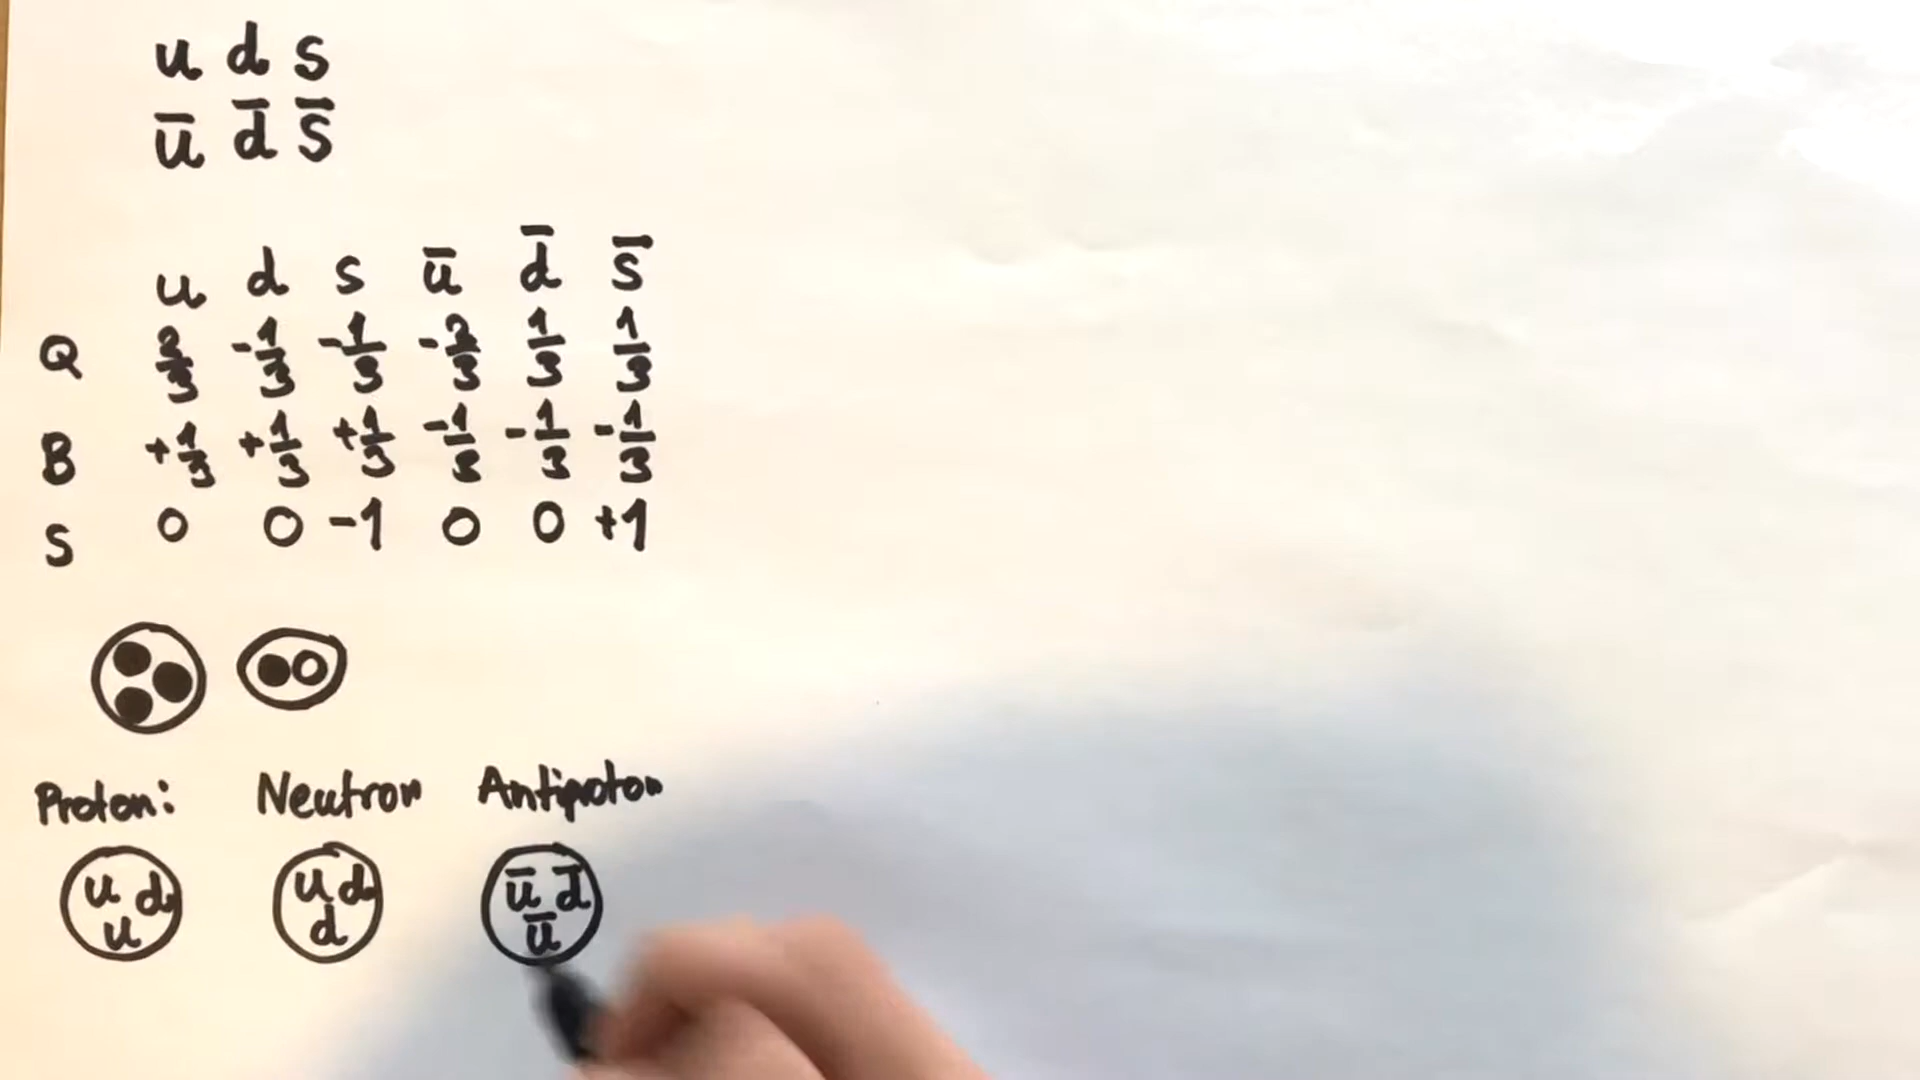 u d s
ū d̄ s̄
u d s ū d̄ s̄
Q 2/3 -1/3 -1/3 -2/3 1/3 1/3
B +1/3 +1/3 +1/3 -1/3 -1/3 -1/3
S 0 0 -1 0 0 +1
Proton: Neutron Antiproton
u d u d ū d̄
u d ū